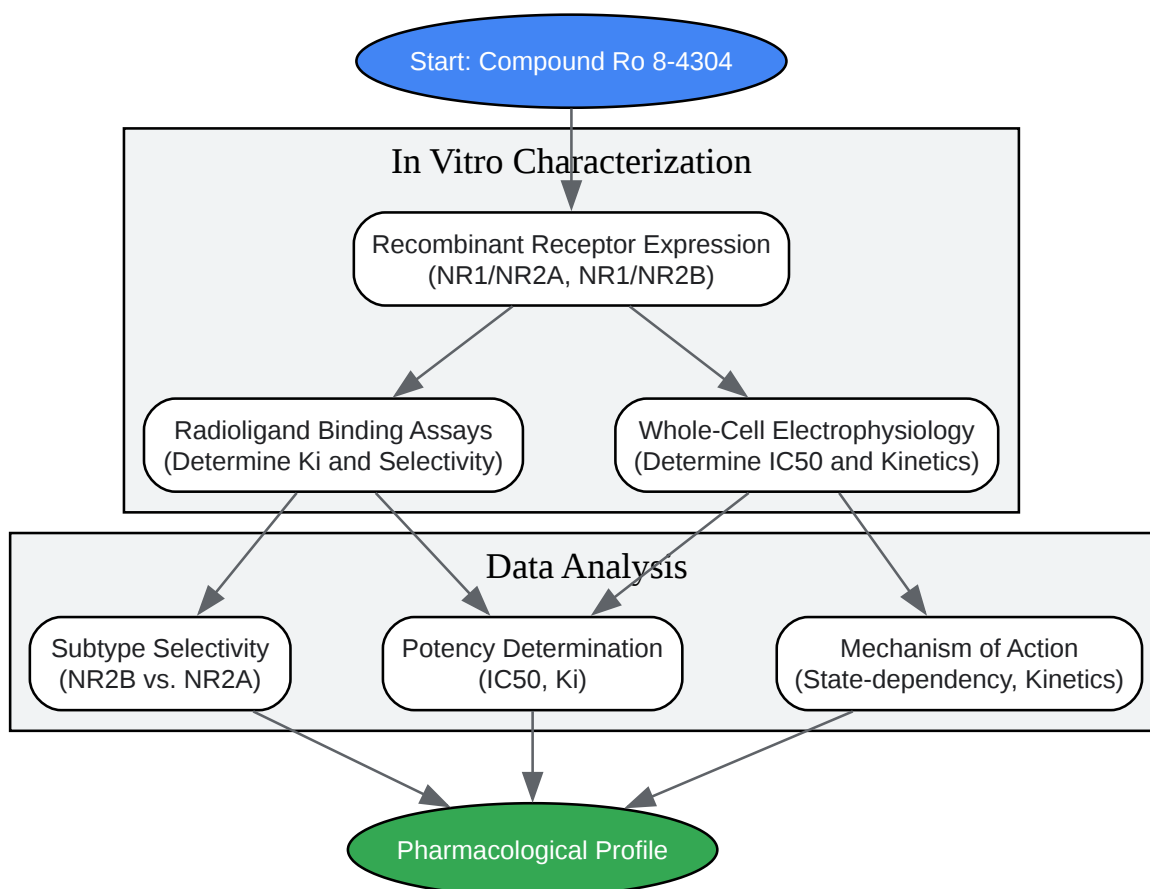 Start: Compound Ro 8-4304
In Vitro Characterization
Recombinant Receptor Expression
(NR1/NR2A, NR1/NR2B)
Radioligand Binding Assays
(Determine Ki and Selectivity)
Whole-Cell Electrophysiology
(Determine IC50 and Kinetics)
Data Analysis
Subtype Selectivity
(NR2B vs. NR2A)
Potency Determination
(IC50, Ki)
Mechanism of Action
(State-dependency, Kinetics)
Pharmacological Profile